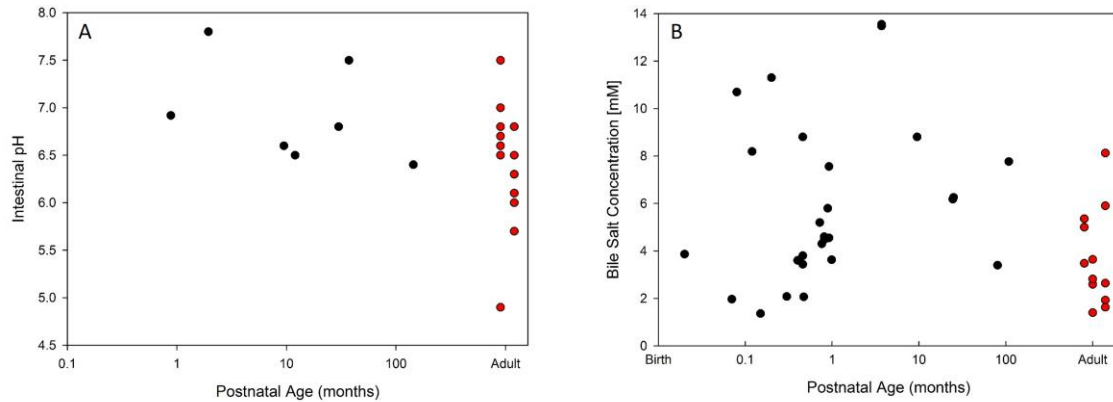 A
8.0
7.5
7.0
6.5
6.0
5.5
5.0
4.5
Intestinal pH
0.1 1 10 100 Adult
Postnatal Age (months)
B
14
12
10
8
6
4
2
0
Bile Salt Concentration [mM]
Birth 0.1 1 10 100 Adult
Postnatal Age (months)